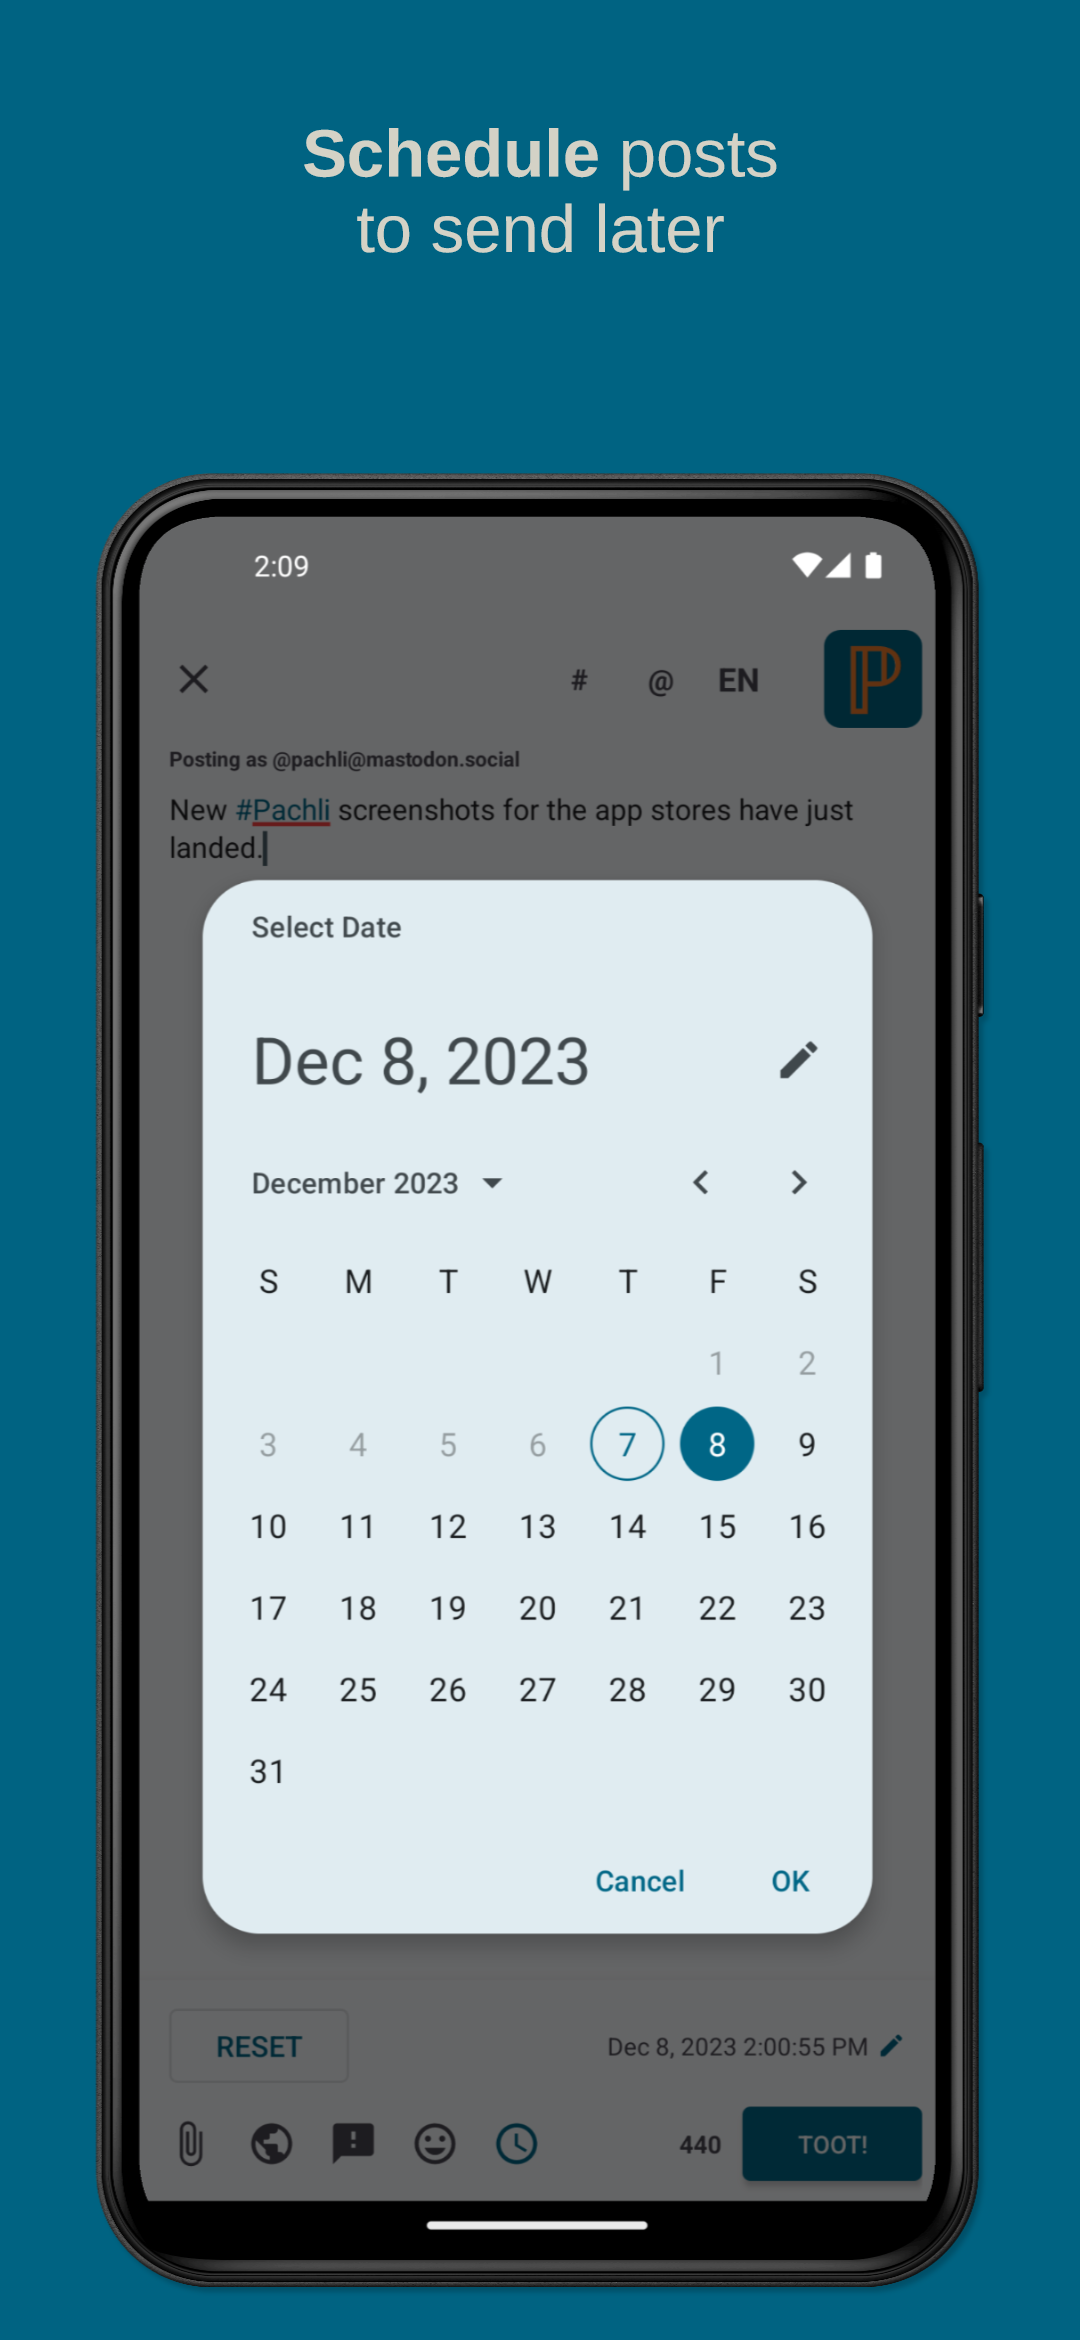 Schedule posts
to send later
2:09
# @ EN
Posting as @pachli@mastodon.social
New #Pachli screenshots for the app stores have just
landed.
Select Date
Dec 8, 2023
December 2023
S M T W T F S
1 2
3 4 5 6 7 8 9
10 11 12 13 14 15 16
17 18 19 20 21 22 23
24 25 26 27 28 29 30
31
Cancel OK
RESET Dec 8, 2023 2:00:55 PM
440 TOOT!